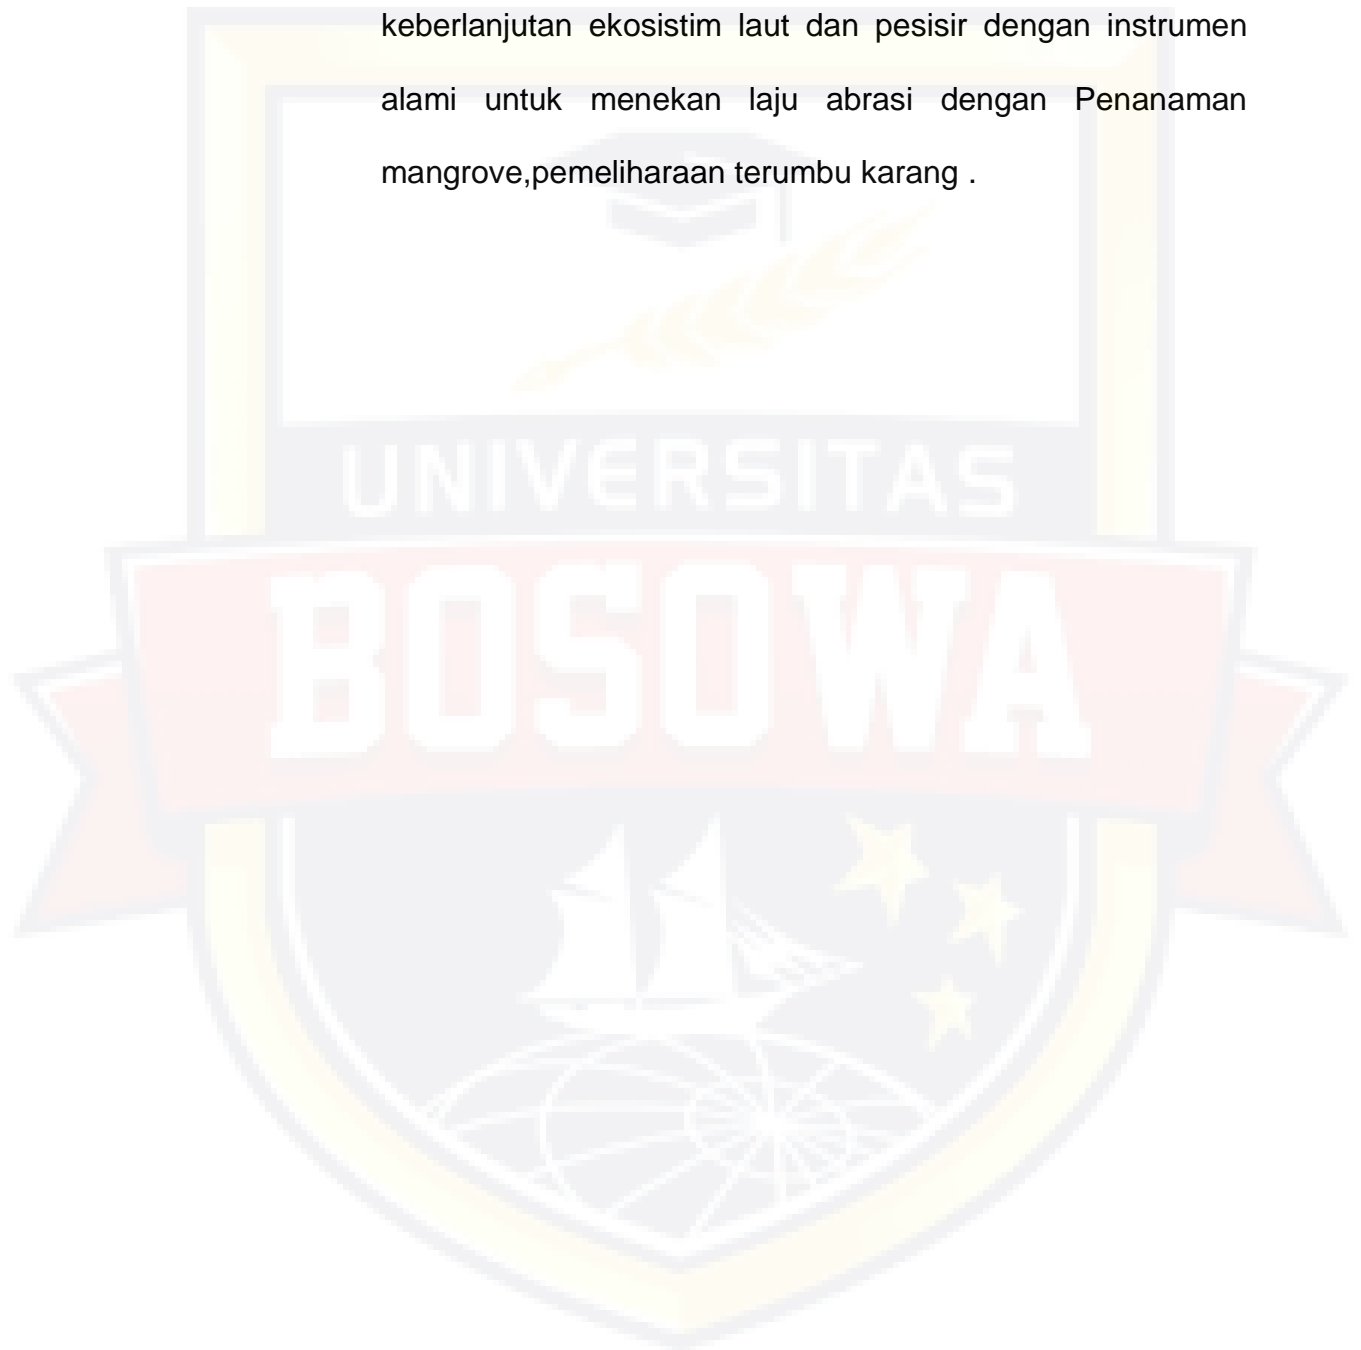 keberlanjutan ekosistim laut dan pesisir dengan instrumen
alami untuk menekan laju abrasi dengan Penanaman
mangrove,pemeliharaan terumbu karang .
UNIVERSITAS
BOSOWA